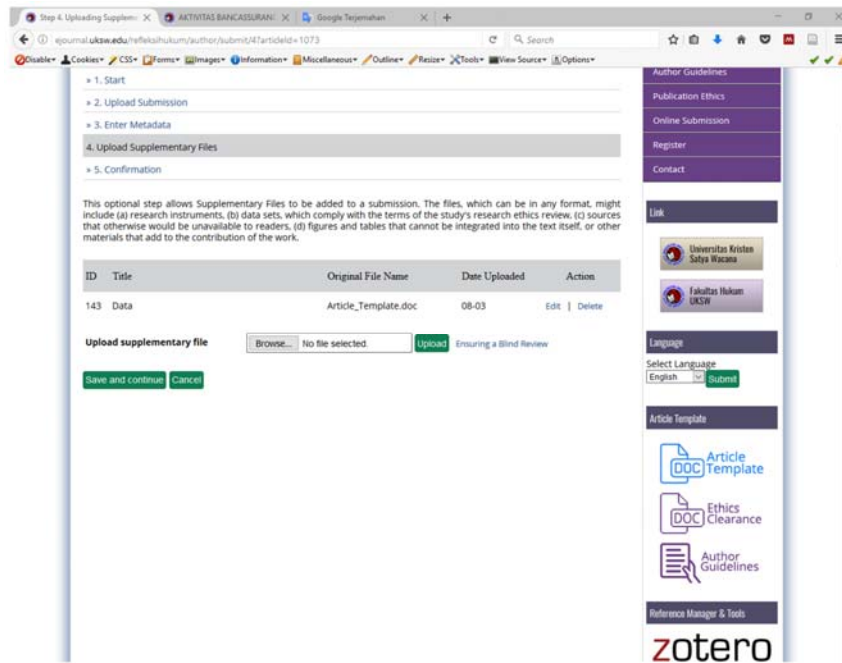 Step 4. Uploading Supplem
AKTIVITAS BANCASSURAN
Google Terjemahan
ejournal.uksw.edu/refleksihukum/author/submit/4?articleId=1073
Search
Disable Cookies CSS Forms Images Information Miscellaneous Outline Resize Tools View Source Options
» 1. Start
» 2. Upload Submission
» 3. Enter Metadata
4. Upload Supplementary Files
» 5. Confirmation
This optional step allows Supplementary Files to be added to a submission. The files, which can be in any format, might
include (a) research instruments, (b) data sets, which comply with the terms of the study's research ethics review, (c) sources
that otherwise would be unavailable to readers, (d) figures and tables that cannot be integrated into the text itself, or other
materials that add to the contribution of the work.
ID Title Original File Name Date Uploaded Action
143 Data Article_Template.doc 08-03 Edit | Delete
Upload supplementary file Browse... No file selected. Upload Ensuring a Blind Review
Save and continue Cancel
Author Guidelines
Publication Ethics
Online Submission
Register
Contact
Link
Universitas Kristen
Satya Wacana
Fakultas Hukum
UKSW
Language
Select Language
English Submit
Article Template
DOC Article
Template
DOC Ethics
Clearance
Author
Guidelines
Reference Manager & Tools
zotero